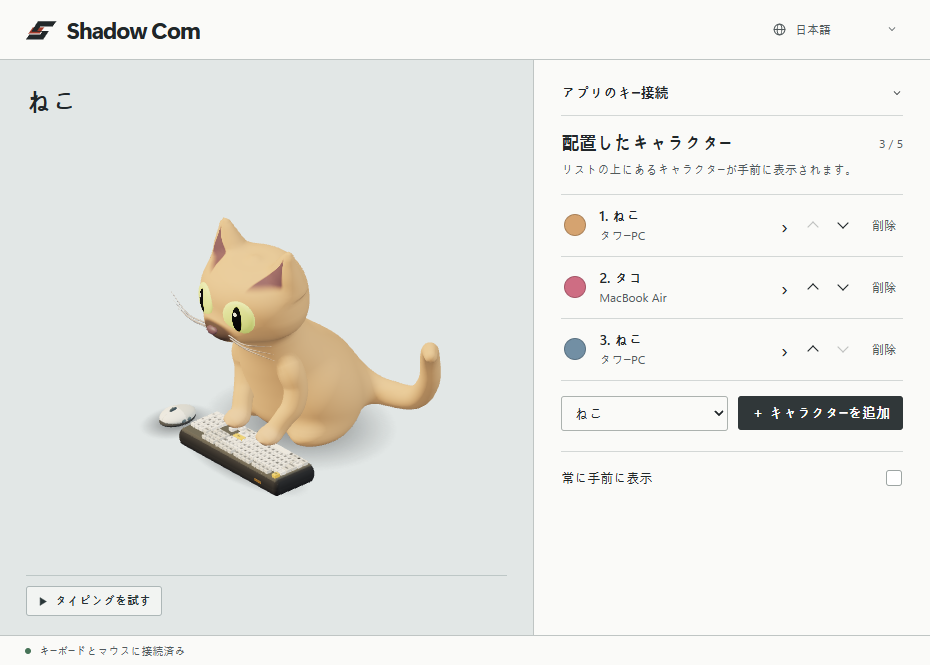 Shadow Com
日本語
ねこ
アプリのキー接続
配置したキャラクター
3 / 5
リストの上にあるキャラクターが手前に表示されます。
1. ねこ
タワーPC
削除
2. タコ
MacBook Air
削除
3. ねこ
タワーPC
削除
ねこ
+ キャラクターを追加
常に手前に表示
タイピングを試す
キーボードとマウスに接続済み